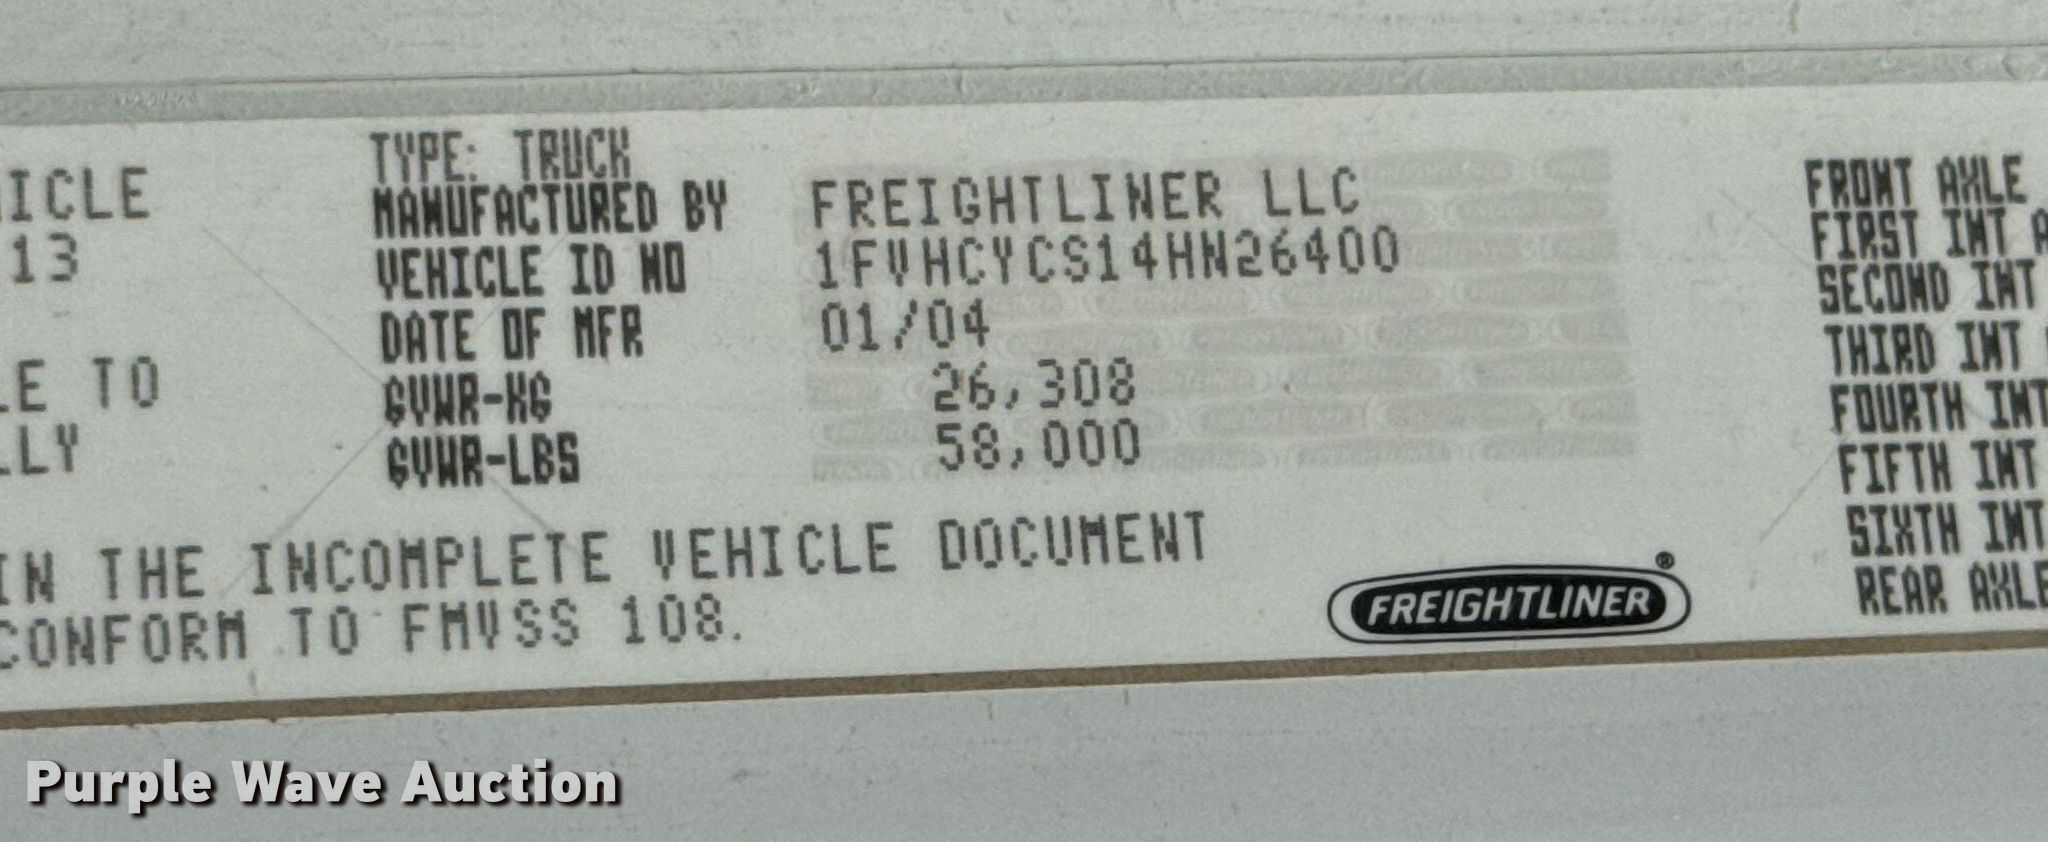 ICLE
13
LE TO
LLY
TYPE: TRUCK
MANUFACTURED BY FREIGHTLINER LLC
VEHICLE ID NO 1FVHCYCS14HN26400
DATE OF MFR 01/04
GVWR-KG 26,308
GVWR-LBS 58,000
IN THE INCOMPLETE VEHICLE DOCUMENT
CONFORM TO FMVSS 108.
FREIGHTLINER®
FRONT AXLE
FIRST INT A
SECOND INT
THIRD INT
FOURTH INT
FIFTH INT
SIXTH INT
REAR AXLE
Purple Wave Auction